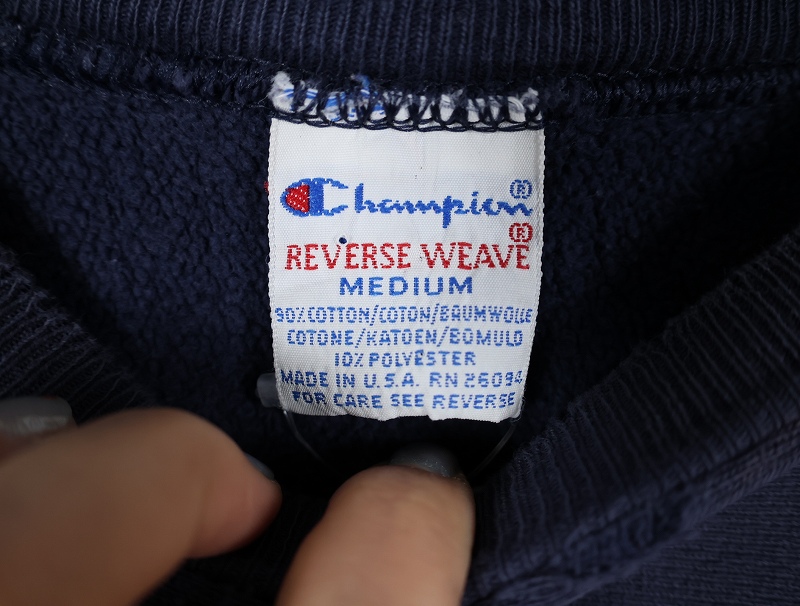 Champion®
REVERSE WEAVE®
MEDIUM
90% COTTON/COTON/BAUMWOLLE
COTONE/KATOEN/BOMULD
10% POLYESTER
MADE IN U.S.A. RN 26094
FOR CARE SEE REVERSE